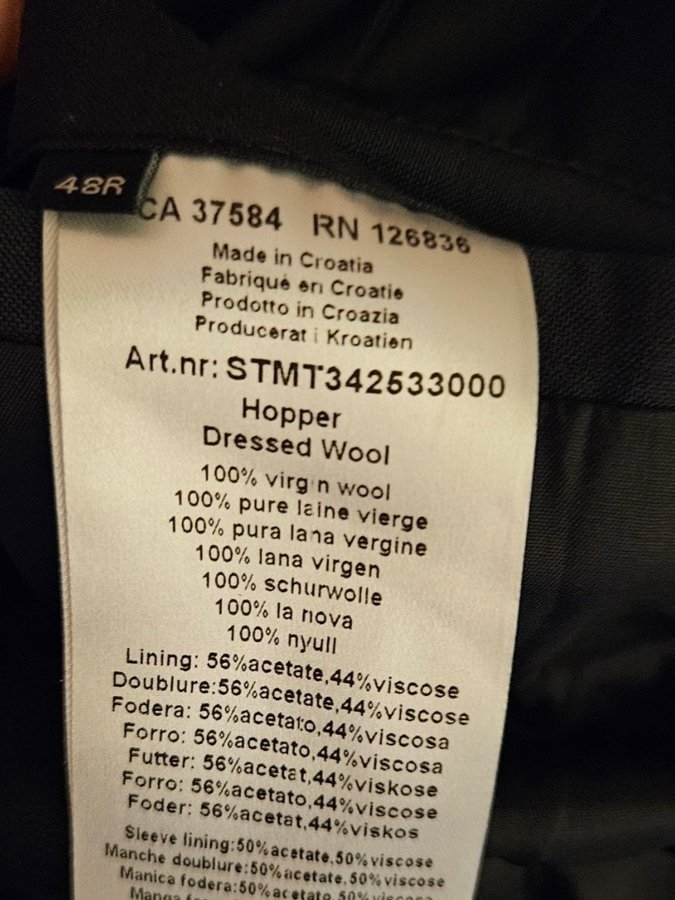 48R
CA 37584 RN 126836
Made in Croatia
Fabriqué en Croatie
Prodotto in Croazia
Producerat i Kroatien
Art.nr: STMT342533000
Hopper
Dressed Wool
100% virgin wool
100% pure laine vierge
100% pura lana vergine
100% lana virgen
100% schurwolle
100% la nova
100% nyull
Lining: 56%acetate,44%viscose
Doublure:56%acetate,44%viscose
Fodera: 56%acetato,44%viscosa
Forro: 56%acetato,44%viscosa
Futter: 56%acetat,44%viskose
Forro: 56%acetato,44%viscose
Foder: 56%acetat,44%viskos
Sleeve lining:50%acetate,50%viscose
Manche doublure:50%acetate,50%viscose
Manica fodera:50%acetato,50%viscosa